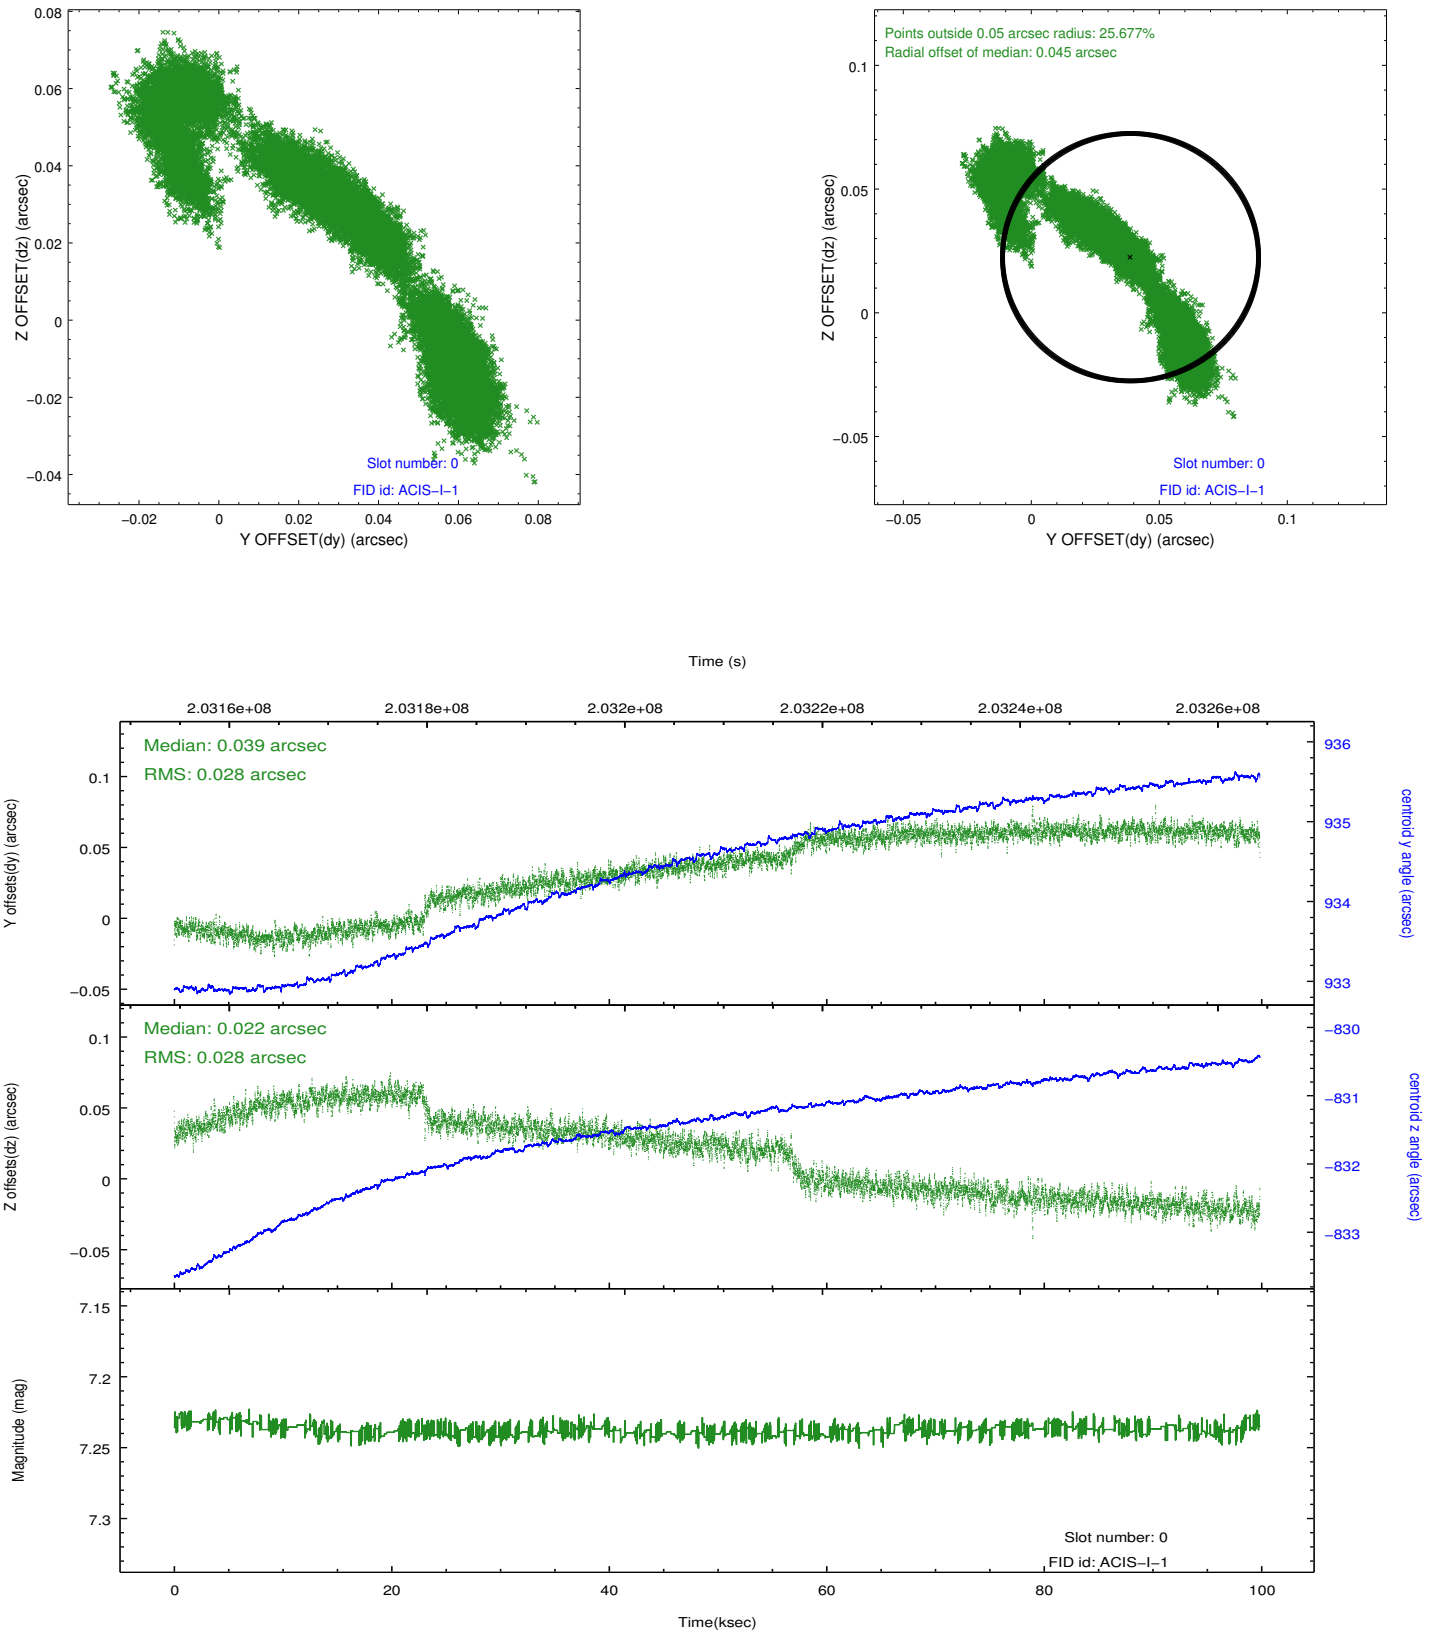 0.08
0.06
0.04
0.02
0
−0.02
−0.04
Z OFFSET(dz) (arcsec)
Slot number: 0
FID id: ACIS−I−1
−0.02 0 0.02 0.04 0.06 0.08
Y OFFSET(dy) (arcsec)
Points outside 0.05 arcsec radius: 25.677%
Radial offset of median: 0.045 arcsec
0.1
0.05
0
−0.05
Z OFFSET(dz) (arcsec)
Slot number: 0
FID id: ACIS−I−1
−0.05 0 0.05 0.1
Y OFFSET(dy) (arcsec)
Time (s)
2.0316e+08 2.0318e+08 2.032e+08 2.0322e+08 2.0324e+08 2.0326e+08
Median: 0.039 arcsec
RMS: 0.028 arcsec
0.1
0.05
0
−0.05
Y offsets(dy) (arcsec)
936
935
934
933
centroid y angle (arcsec)
Median: 0.022 arcsec
RMS: 0.028 arcsec
0.1
0.05
0
−0.05
Z offsets(dz) (arcsec)
−830
−831
−832
−833
centroid z angle (arcsec)
7.15
7.2
7.25
7.3
Magnitude (mag)
Slot number: 0
FID id: ACIS−I−1
0 20 40 60 80 100
Time(ksec)